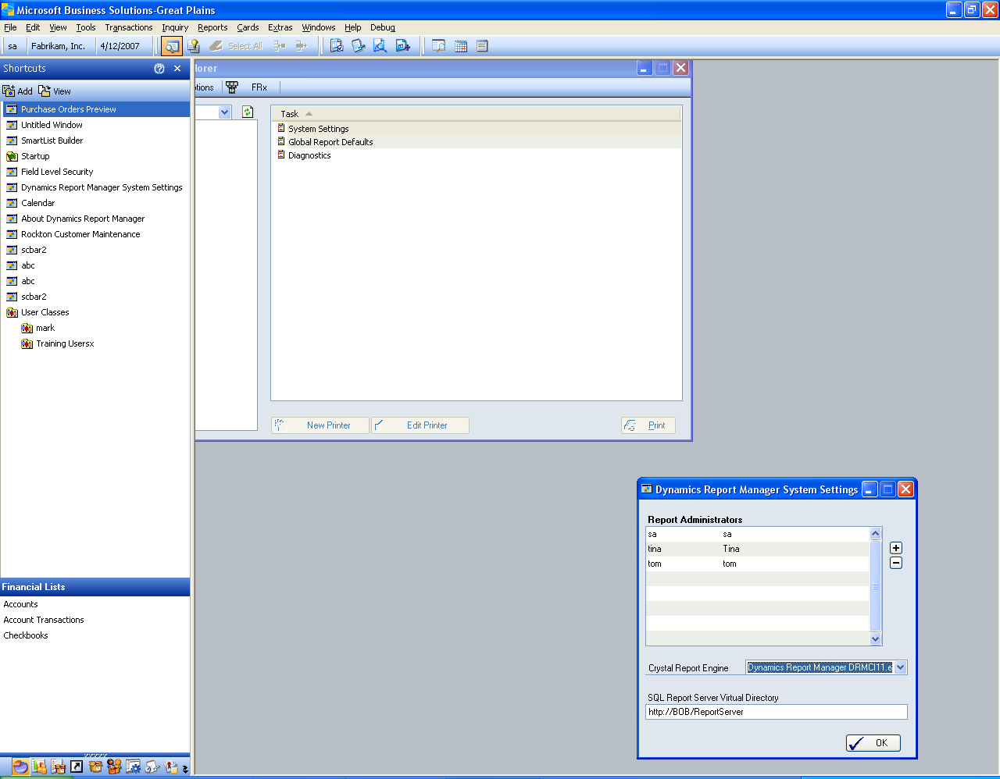 Microsoft Business Solutions-Great Plains
File Edit View Tools Transactions Inquiry Reports Cards Extras Windows Help Debug
sa Fabrikam, Inc. 4/12/2007 Select All
Shortcuts
Add View
Purchase Orders Preview
Untitled Window
SmartList Builder
Startup
Field Level Security
Dynamics Report Manager System Settings
Calendar
About Dynamics Report Manager
Rockton Customer Maintenance
scbar2
abc
abc
scbar2
User Classes
mark
Training Usersx
Financial Lists
Accounts
Account Transactions
Checkbooks
lorer
tions FRx
Task
System Settings
Global Report Defaults
Diagnostics
New Printer Edit Printer Print
Dynamics Report Manager System Settings
Report Administrators
sa sa
tina Tina
tom tom
Crystal Report Engine Dynamics Report Manager DRMCI11.e
SQL Report Server Virtual Directory
http://BOB/ReportServer
OK